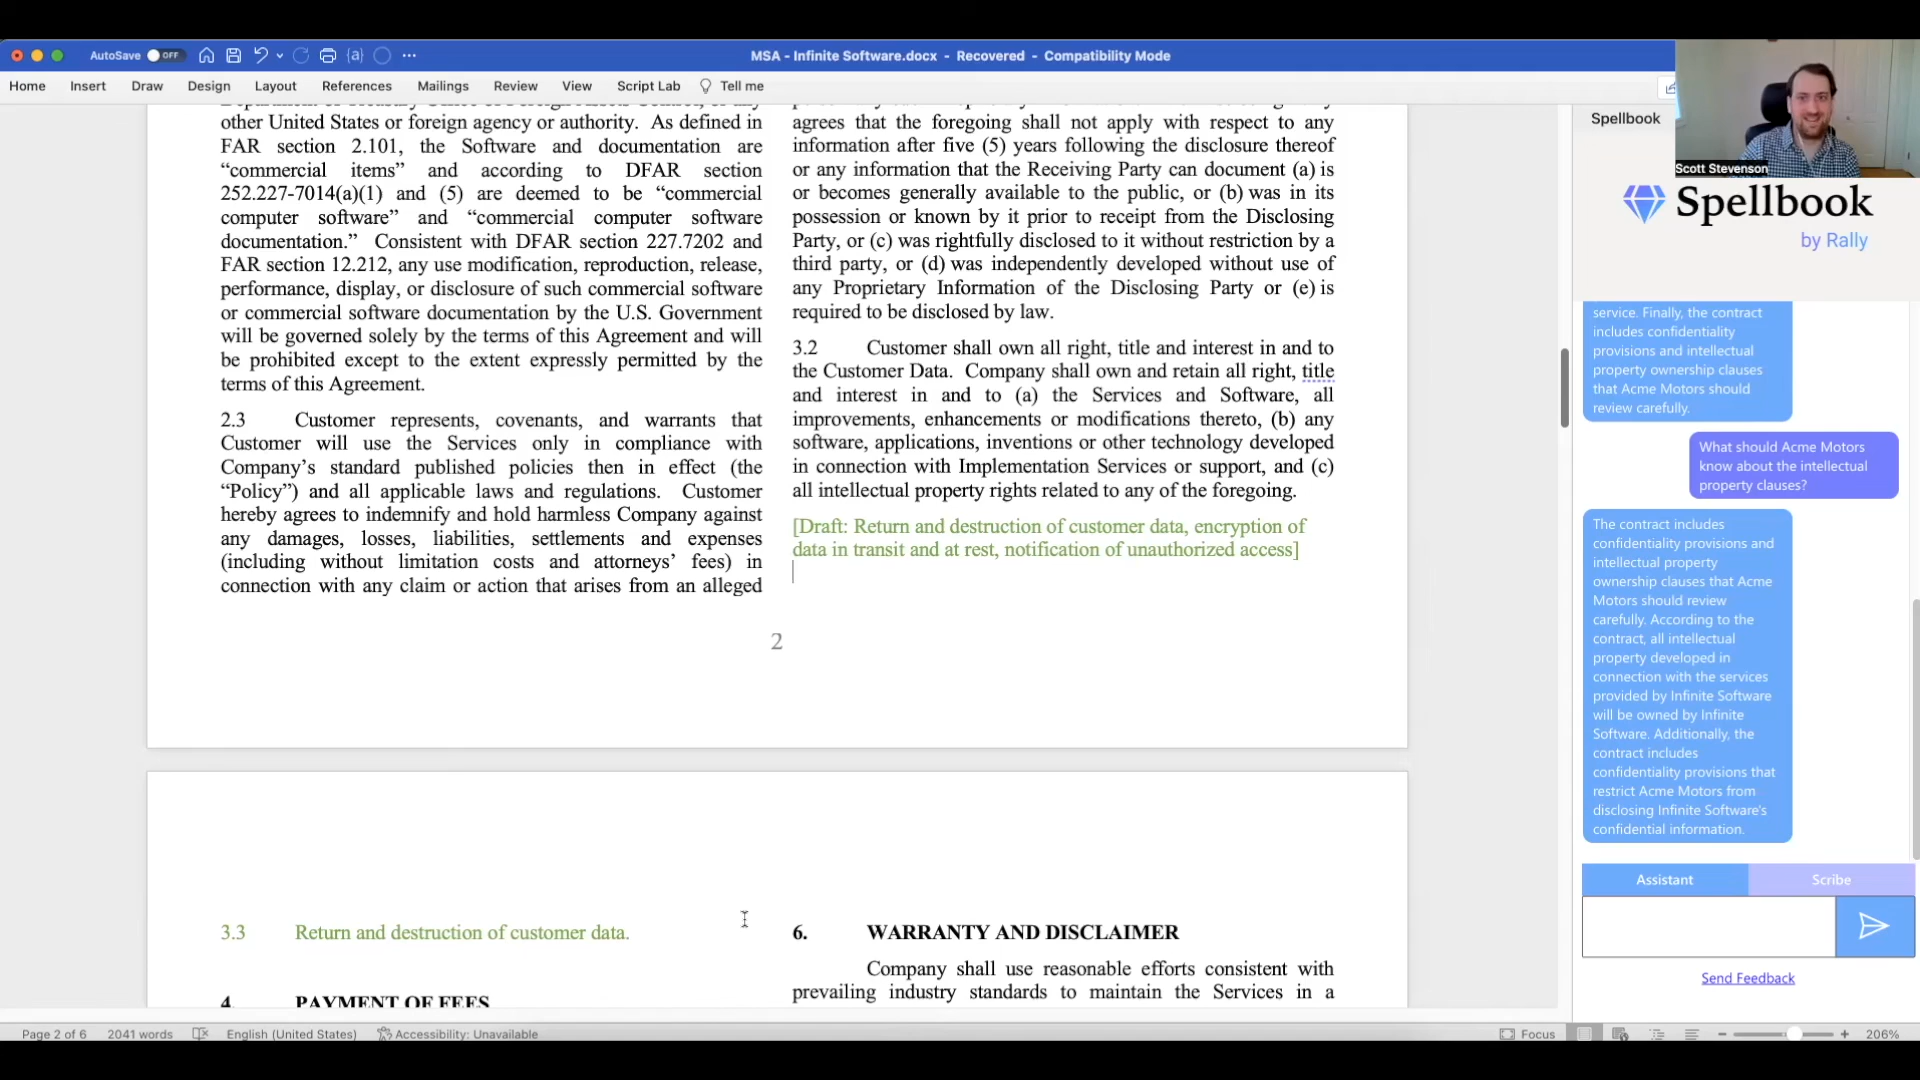 AutoSave OFF
MSA - Infinite Software.docx - Recovered - Compatibility Mode
Home Insert Draw Design Layout References Mailings Review View Script Lab Tell me
other United States or foreign agency or authority. As defined in
FAR section 2.101, the Software and documentation are
“commercial items” and according to DFAR section
252.227-7014(a)(1) and (5) are deemed to be “commercial
computer software” and “commercial computer software
documentation.” Consistent with DFAR section 227.7202 and
FAR section 12.212, any use modification, reproduction, release,
performance, display, or disclosure of such commercial software
or commercial software documentation by the U.S. Government
will be governed solely by the terms of this Agreement and will
be prohibited except to the extent expressly permitted by the
terms of this Agreement.
2.3 Customer represents, covenants, and warrants that
Customer will use the Services only in compliance with
Company’s standard published policies then in effect (the
“Policy”) and all applicable laws and regulations. Customer
hereby agrees to indemnify and hold harmless Company against
any damages, losses, liabilities, settlements and expenses
(including without limitation costs and attorneys’ fees) in
connection with any claim or action that arises from an alleged
agrees that the foregoing shall not apply with respect to any
information after five (5) years following the disclosure thereof
or any information that the Receiving Party can document (a) is
or becomes generally available to the public, or (b) was in its
possession or known by it prior to receipt from the Disclosing
Party, or (c) was rightfully disclosed to it without restriction by a
third party, or (d) was independently developed without use of
any Proprietary Information of the Disclosing Party or (e) is
required to be disclosed by law.
3.2 Customer shall own all right, title and interest in and to
the Customer Data. Company shall own and retain all right, title
and interest in and to (a) the Services and Software, all
improvements, enhancements or modifications thereto, (b) any
software, applications, inventions or other technology developed
in connection with Implementation Services or support, and (c)
all intellectual property rights related to any of the foregoing.
[Draft: Return and destruction of customer data, encryption of
data in transit and at rest, notification of unauthorized access]
2
3.3 Return and destruction of customer data.
4. PAYMENT OF FEES
6. WARRANTY AND DISCLAIMER
Company shall use reasonable efforts consistent with
prevailing industry standards to maintain the Services in a
Spellbook
Scott Stevenson
Spellbook
by Rally
service. Finally, the contract
includes confidentiality
provisions and intellectual
property ownership clauses
that Acme Motors should
review carefully.
What should Acme Motors
know about the intellectual
property clauses?
The contract includes
confidentiality provisions and
intellectual property
ownership clauses that Acme
Motors should review
carefully. According to the
contract, all intellectual
property developed in
connection with the services
provided by Infinite Software
will be owned by Infinite
Software. Additionally, the
contract includes
confidentiality provisions that
restrict Acme Motors from
disclosing Infinite Software's
confidential information.
Assistant Scribe
Send Feedback
Page 2 of 6 2041 words English (United States) Accessibility: Unavailable Focus 206%